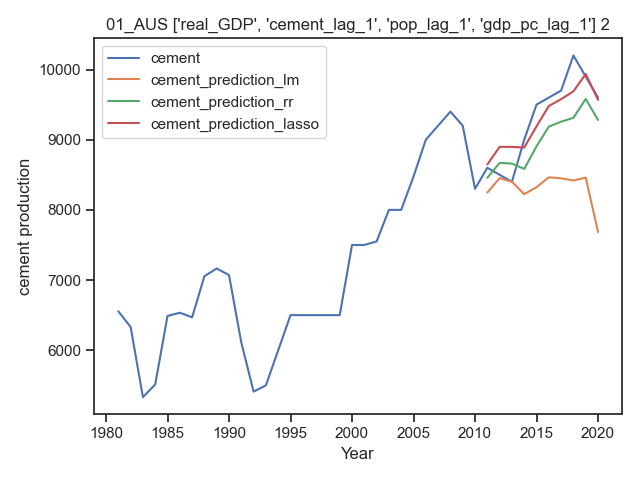 01_AUS ['real_GDP', 'cement_lag_1', 'pop_lag_1', 'gdp_pc_lag_1'] 2
cement
cement_prediction_lm
cement_prediction_rr
cement_prediction_lasso
cement production
10000
9000
8000
7000
6000
1980 1985 1990 1995 2000 2005 2010 2015 2020
Year